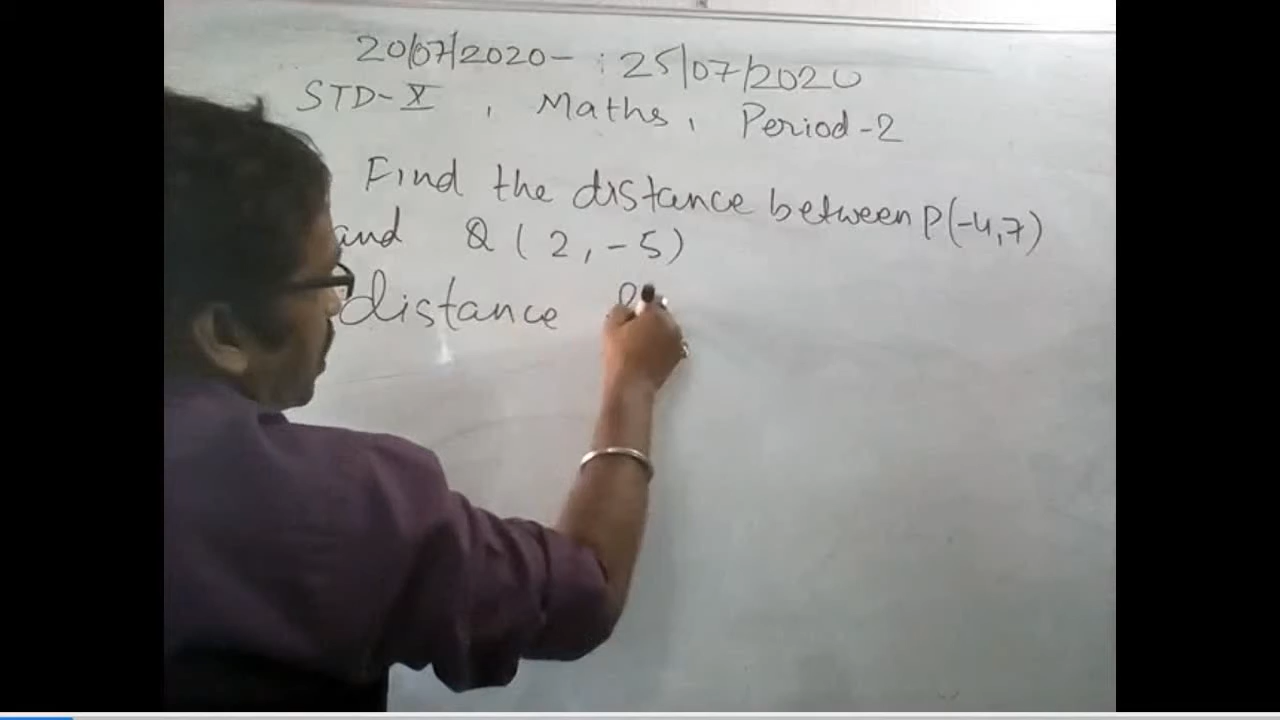 20/07/2020- : 25/07/2020
STD-X , Maths, Period-2
Find the distance between P(-4,7)
and Q ( 2, -5)
distance